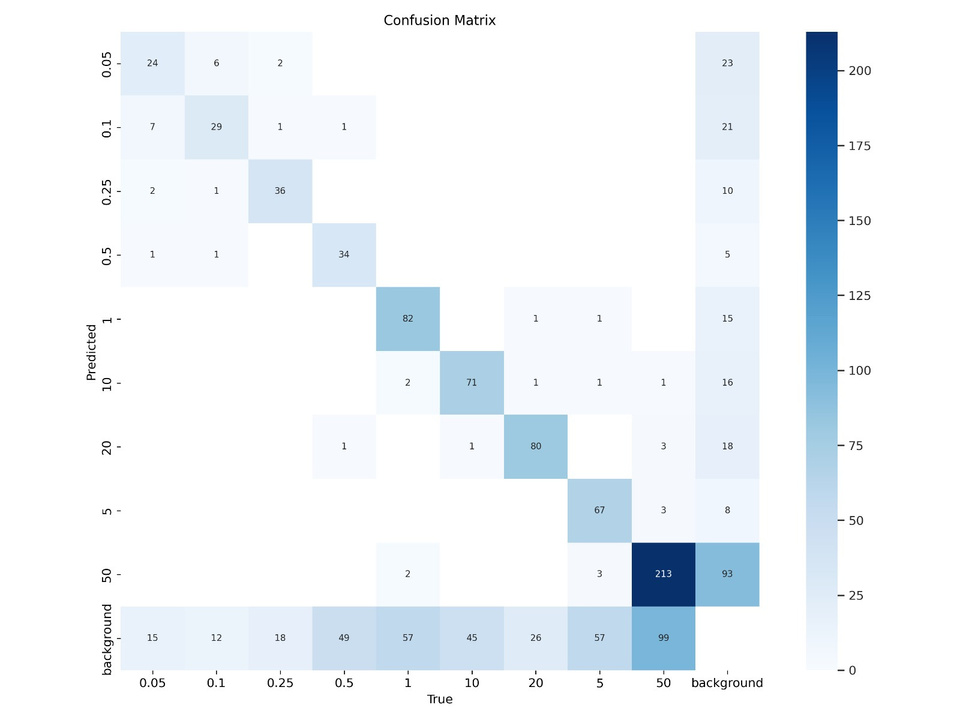 Confusion Matrix
0.05 24 6 2 23
0.1 7 29 1 1 21
0.25 2 1 36 10
0.5 1 1 34 5
1 82 1 1 15
10 2 71 1 1 1 16
20 1 1 80 3 18
5 67 3 8
50 2 3 213 93
background 15 12 18 49 57 45 26 57 99
0.05 0.1 0.25 0.5 1 10 20 5 50 background
True
Predicted
200
175
150
125
100
75
50
25
0